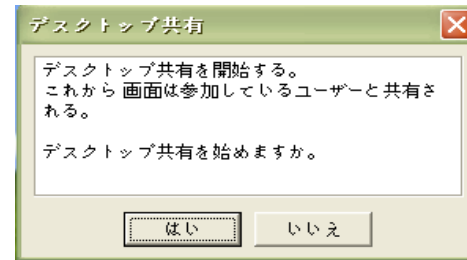 デスクトップ共有
デスクトップ共有を開始する。
これから 画面は参加しているユーザーと共有さ
れる。
デスクトップ共有を始めますか。
はい
いいえ